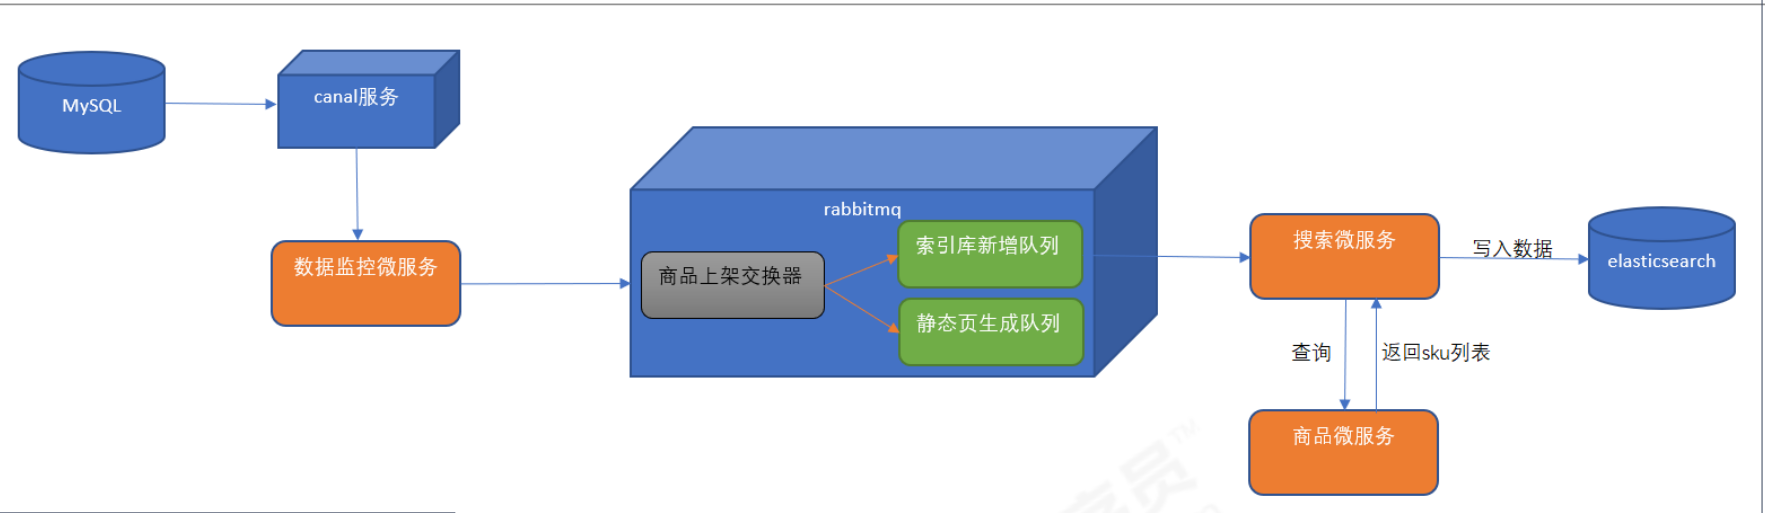 MySQL
canal服务
数据监控微服务
rabbitmq
商品上架交换器
索引库新增队列
静态页生成队列
搜索微服务
写入数据
elasticsearch
查询
返回sku列表
商品微服务
序员
TM